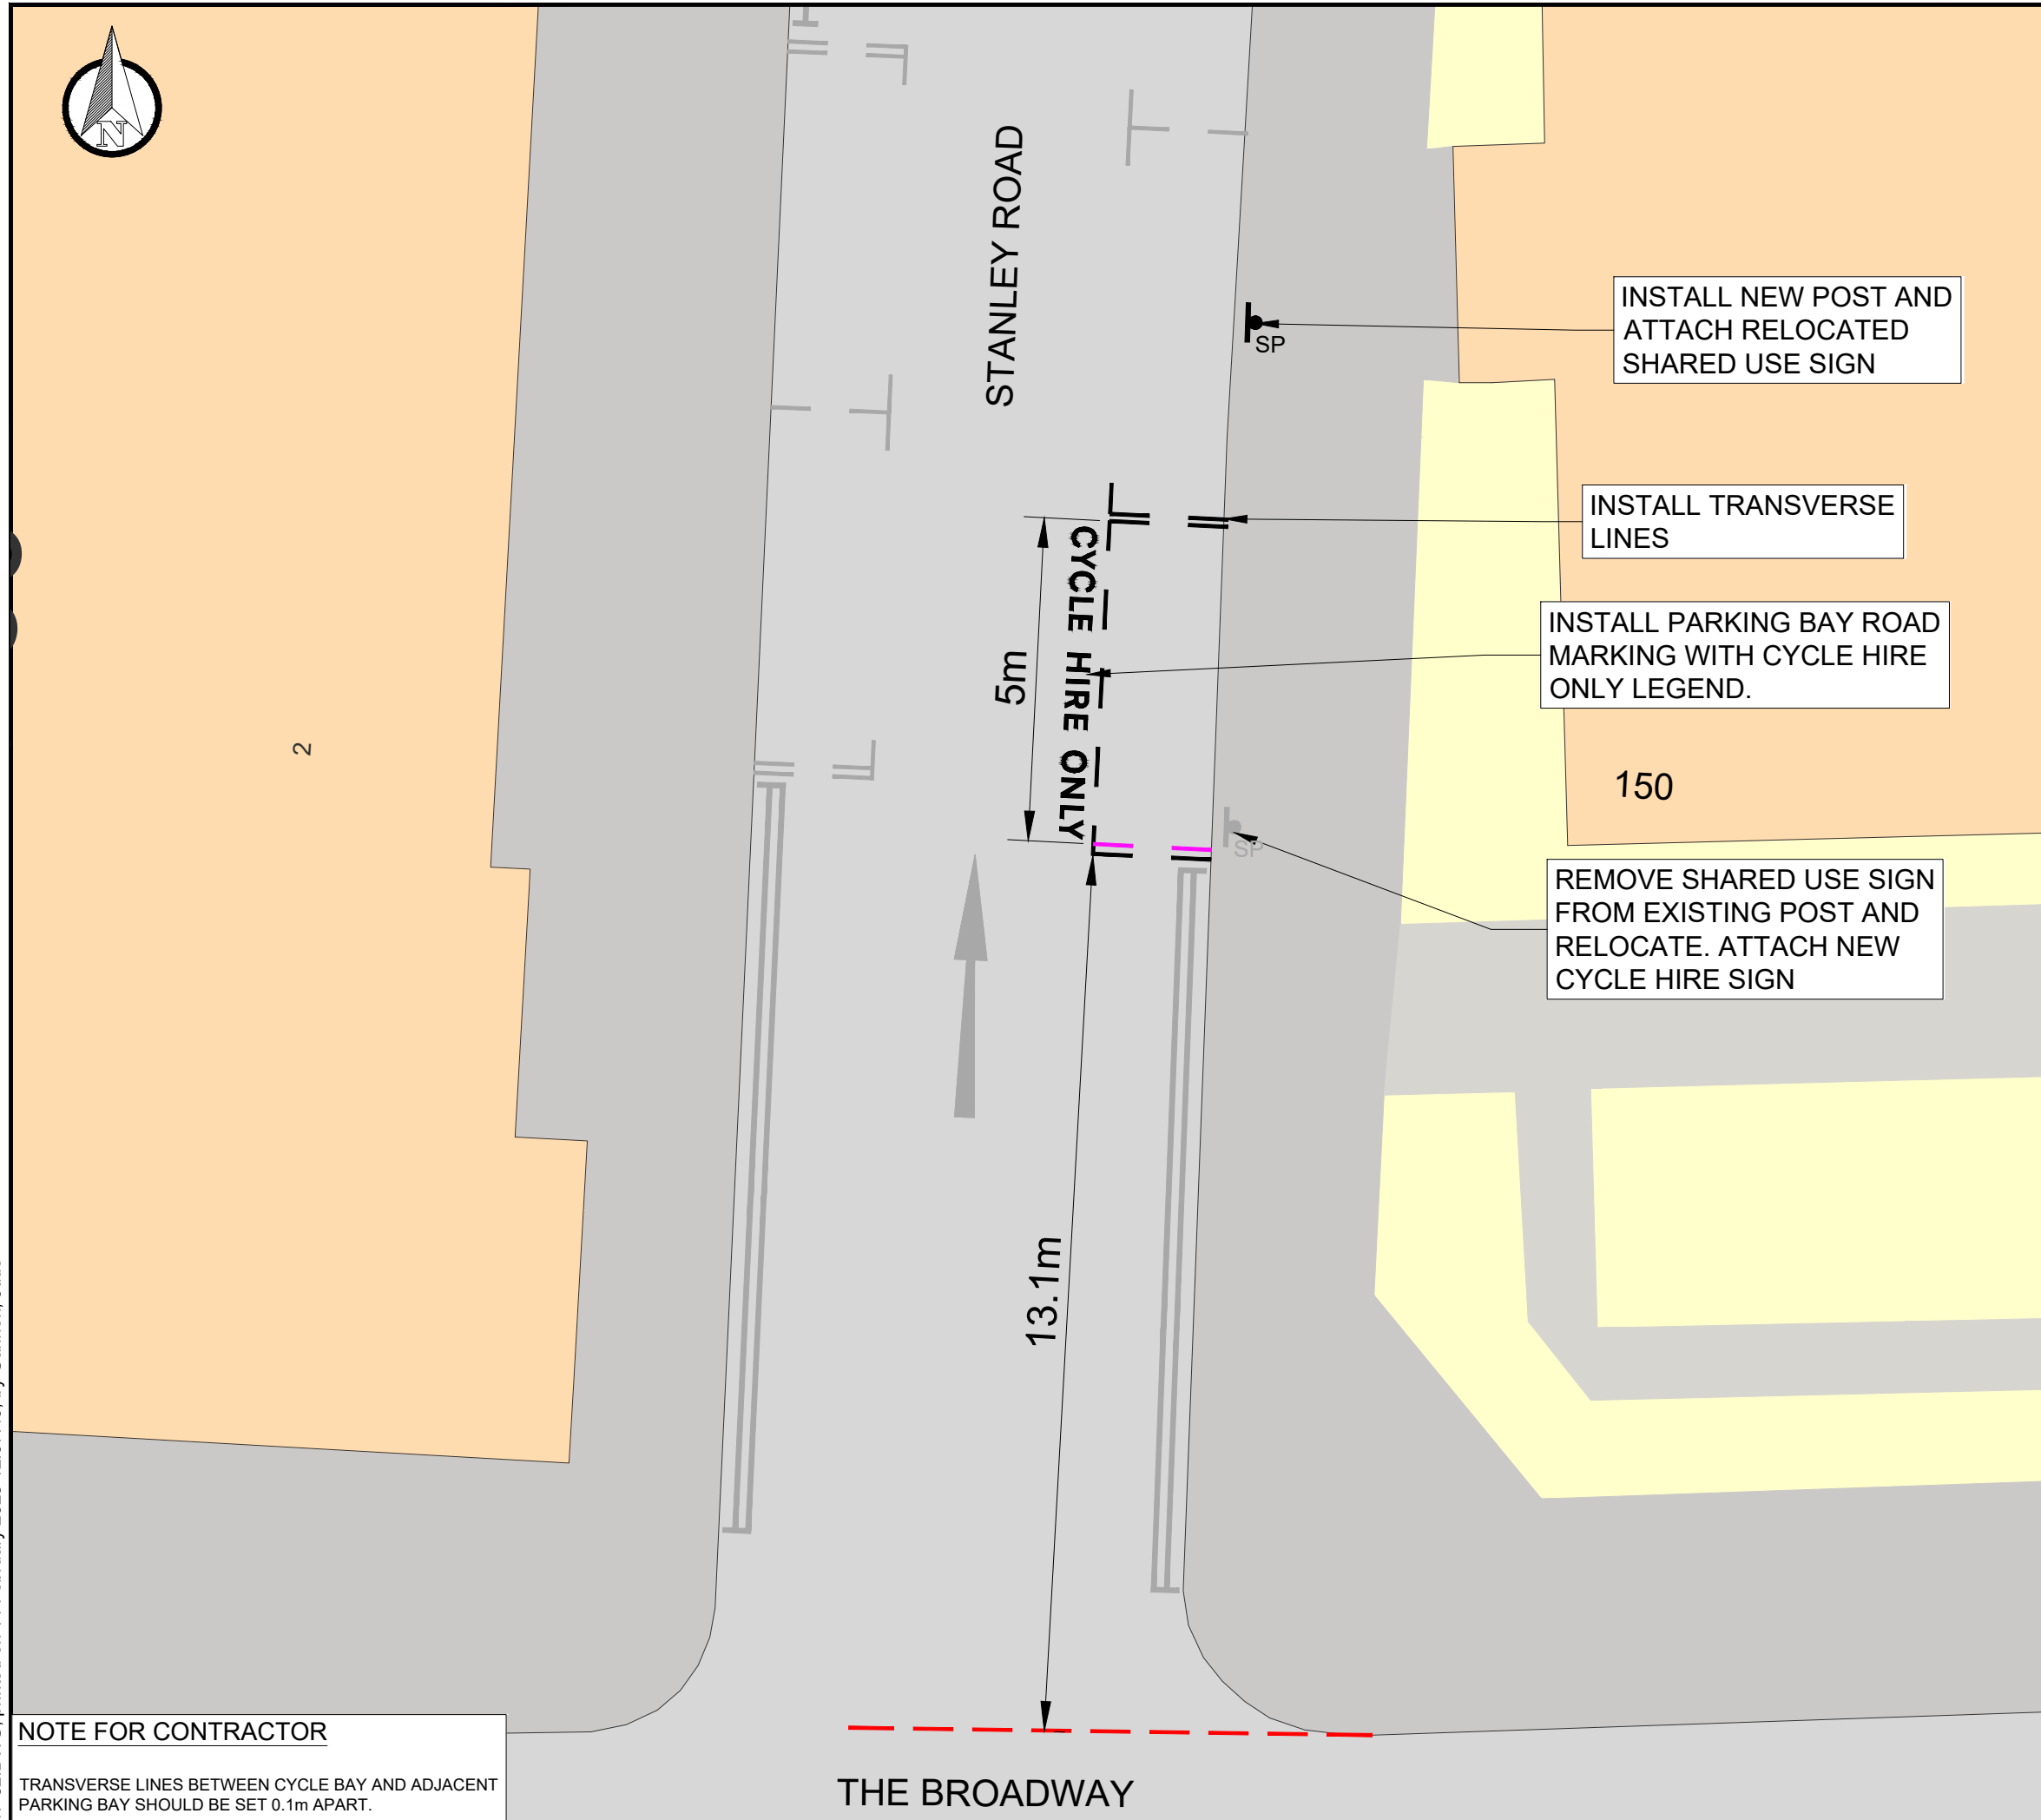 N
STANLEY ROAD
INSTALL NEW POST AND
ATTACH RELOCATED
SHARED USE SIGN
SP
INSTALL TRANSVERSE
LINES
CYCLE HIRE ONLY
5m
INSTALL PARKING BAY ROAD
MARKING WITH CYCLE HIRE
ONLY LEGEND.
2
150
SP
REMOVE SHARED USE SIGN
FROM EXISTING POST AND
RELOCATE. ATTACH NEW
CYCLE HIRE SIGN
13.1m
NOTE FOR CONTRACTOR
TRANSVERSE LINES BETWEEN CYCLE BAY AND ADJACENT
PARKING BAY SHOULD BE SET 0.1m APART.
THE BROADWAY